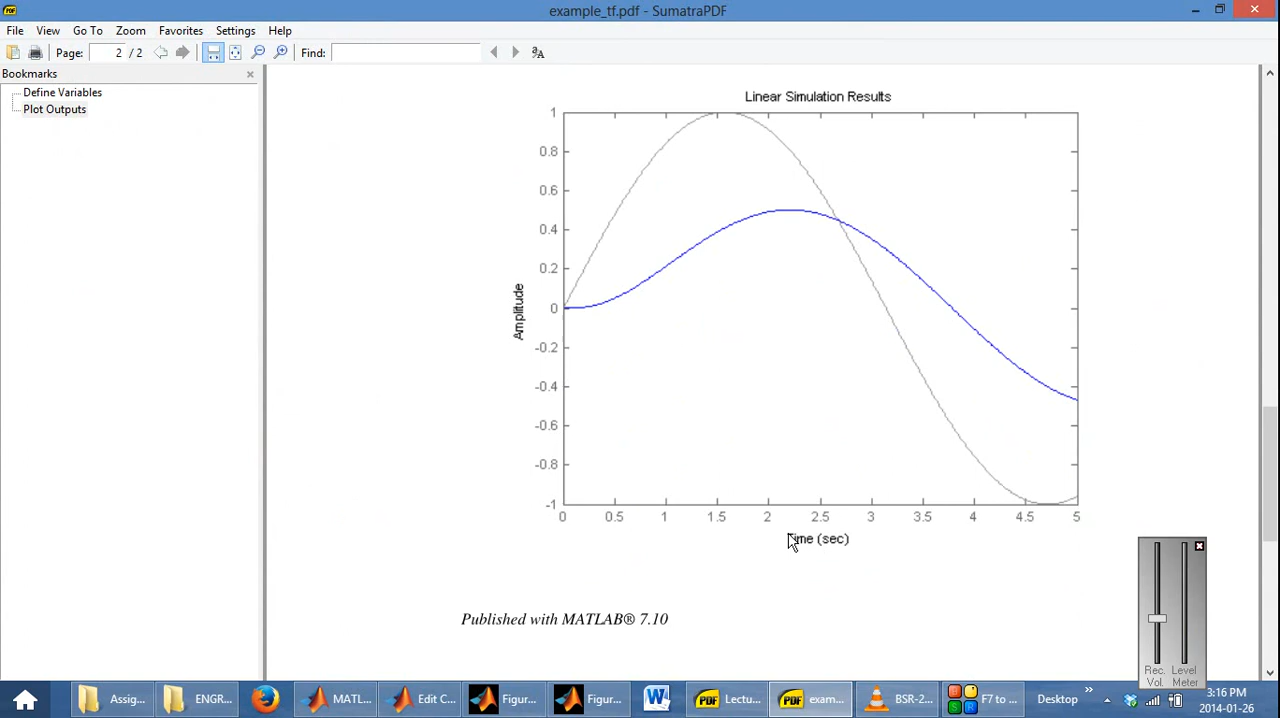 example_tf.pdf - SumatraPDF
File View Go To Zoom Favorites Settings Help
Page: 2 / 2 Find:
Bookmarks
Define Variables
Plot Outputs
Linear Simulation Results
1
0.8
0.6
0.4
0.2
0
-0.2
-0.4
-0.6
-0.8
-1
Amplitude
0 0.5 1 1.5 2 2.5 3 3.5 4 4.5 5
Time (sec)
Published with MATLAB® 7.10
Rec. Level
Vol. Meter
Assig... ENGR... MATL... Edit C... Figur... Figur... Lectu... exam... BSR-2... F7 to ... Desktop
3:16 PM
2014-01-26